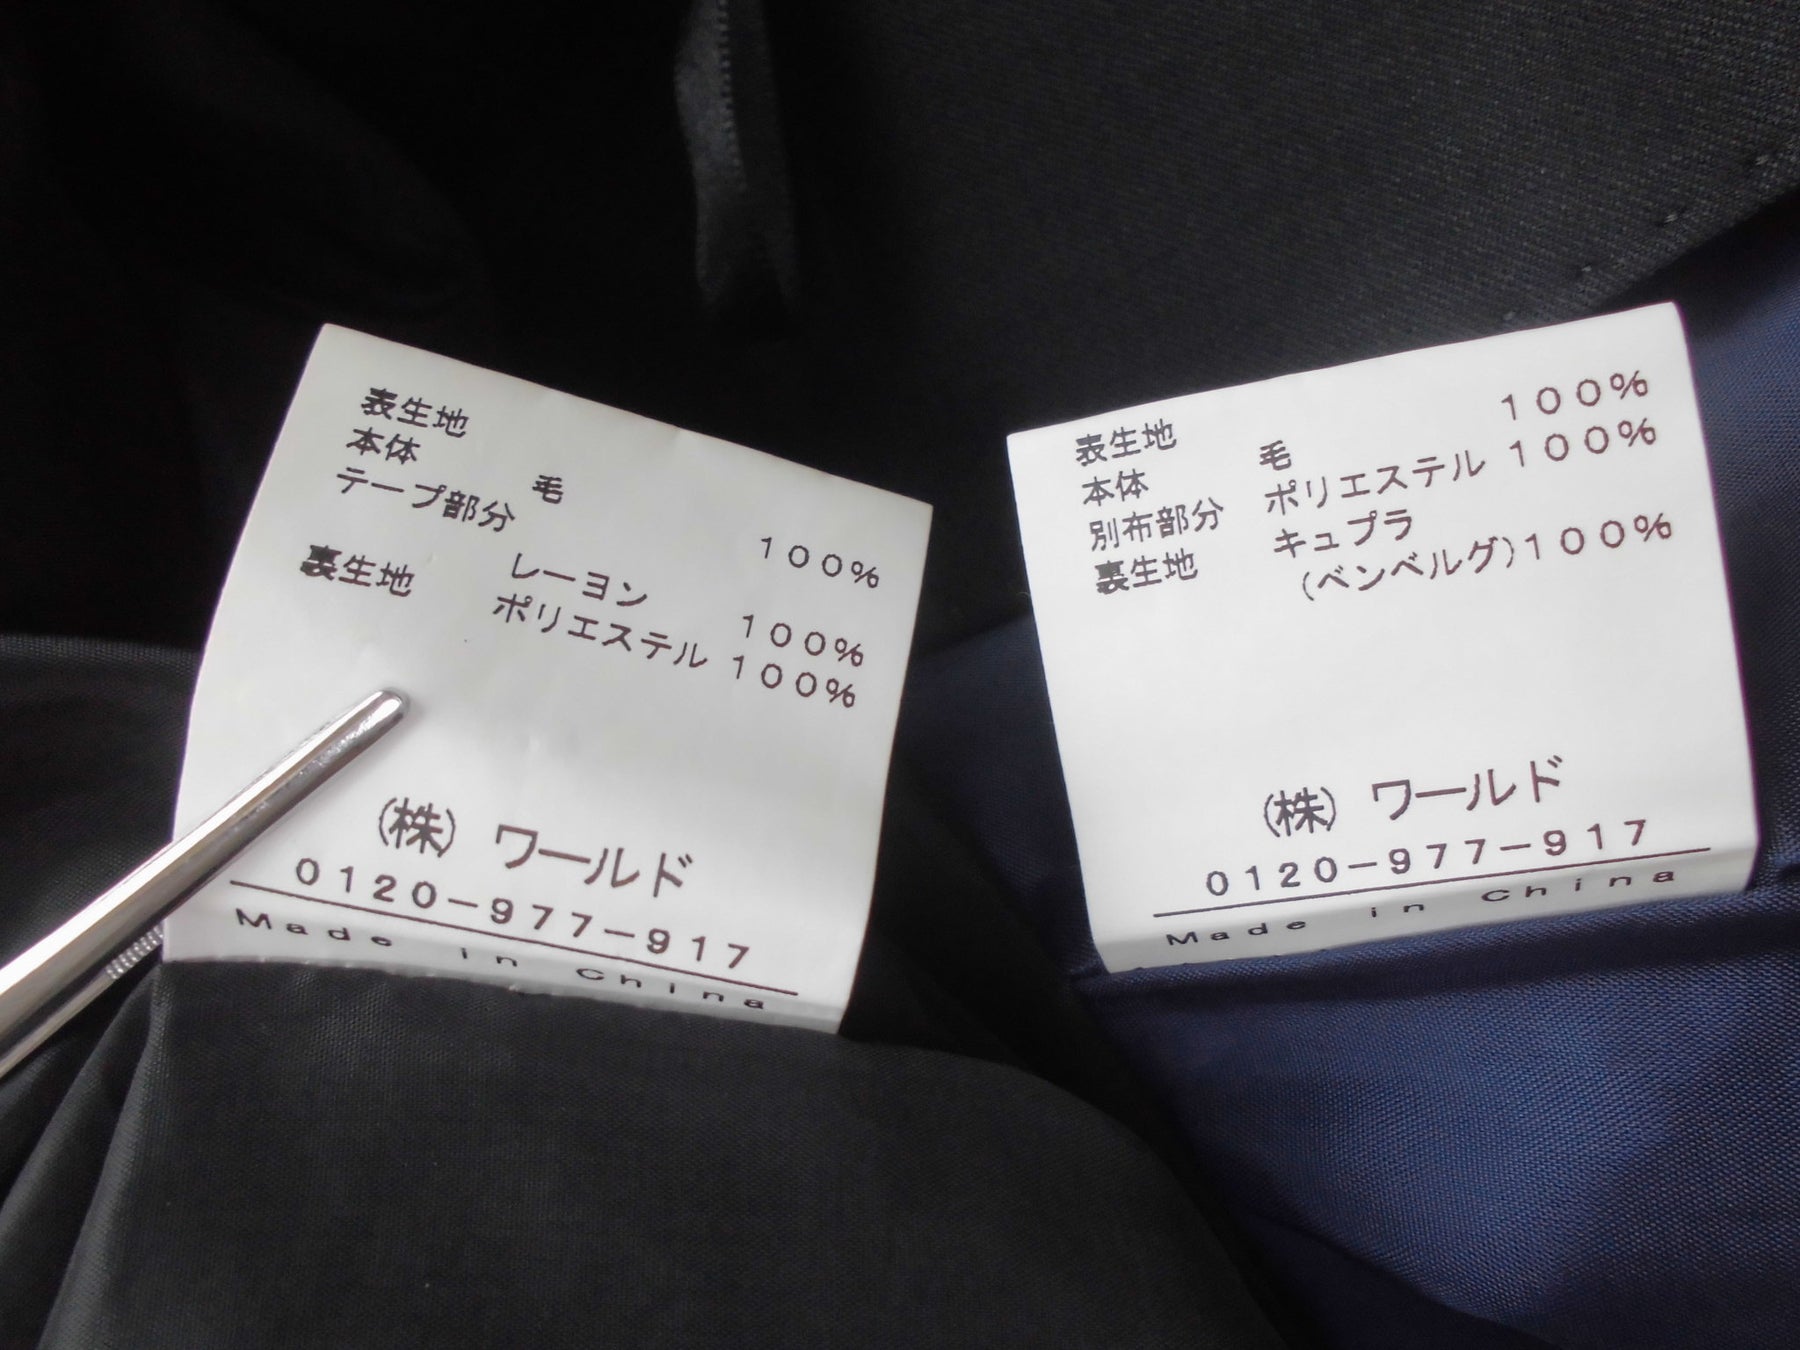 表生地
本体 毛 100%
テープ部分 レーヨン 100%
裏生地 ポリエステル 100%
(株) ワールド
0120-977-917
Made in China
表生地
本体 毛 100%
別布部分 ポリエステル 100%
裏生地 キュプラ
(ベンベルグ)100%
(株) ワールド
0120-977-917
Made in China